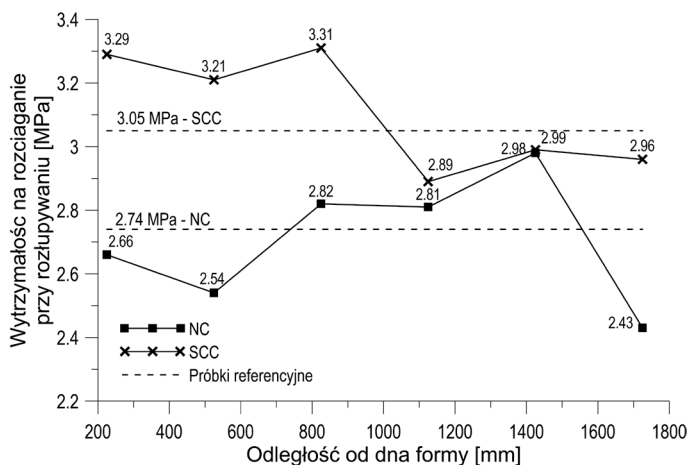 Wytrzymałość na rozciaganie
przy rozłupywaniu [MPa]
3.4
3.2
3
2.8
2.6
2.4
2.2
3.29
3.21
3.31
3.05 MPa - SCC
2.89
2.98
2.99
2.96
2.82
2.81
2.74 MPa - NC
2.66
2.54
2.43
NC
SCC
Próbki referencyjne
200 400 600 800 1000 1200 1400 1600 1800
Odległość od dna formy [mm]